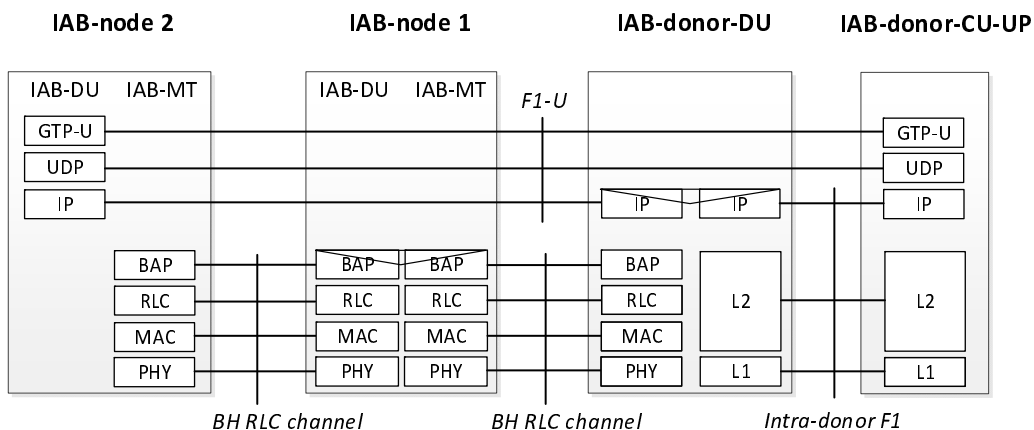 IAB-node 2 IAB-node 1 IAB-donor-DU IAB-donor-CU-UP
IAB-DU IAB-MT IAB-DU IAB-MT
F1-U
GTP-U GTP-U
UDP UDP
IP IP IP IP
BAP BAP BAP BAP
RLC RLC RLC RLC
L2 L2
MAC MAC MAC MAC
PHY PHY PHY PHY L1 L1
BH RLC channel BH RLC channel Intra-donor F1